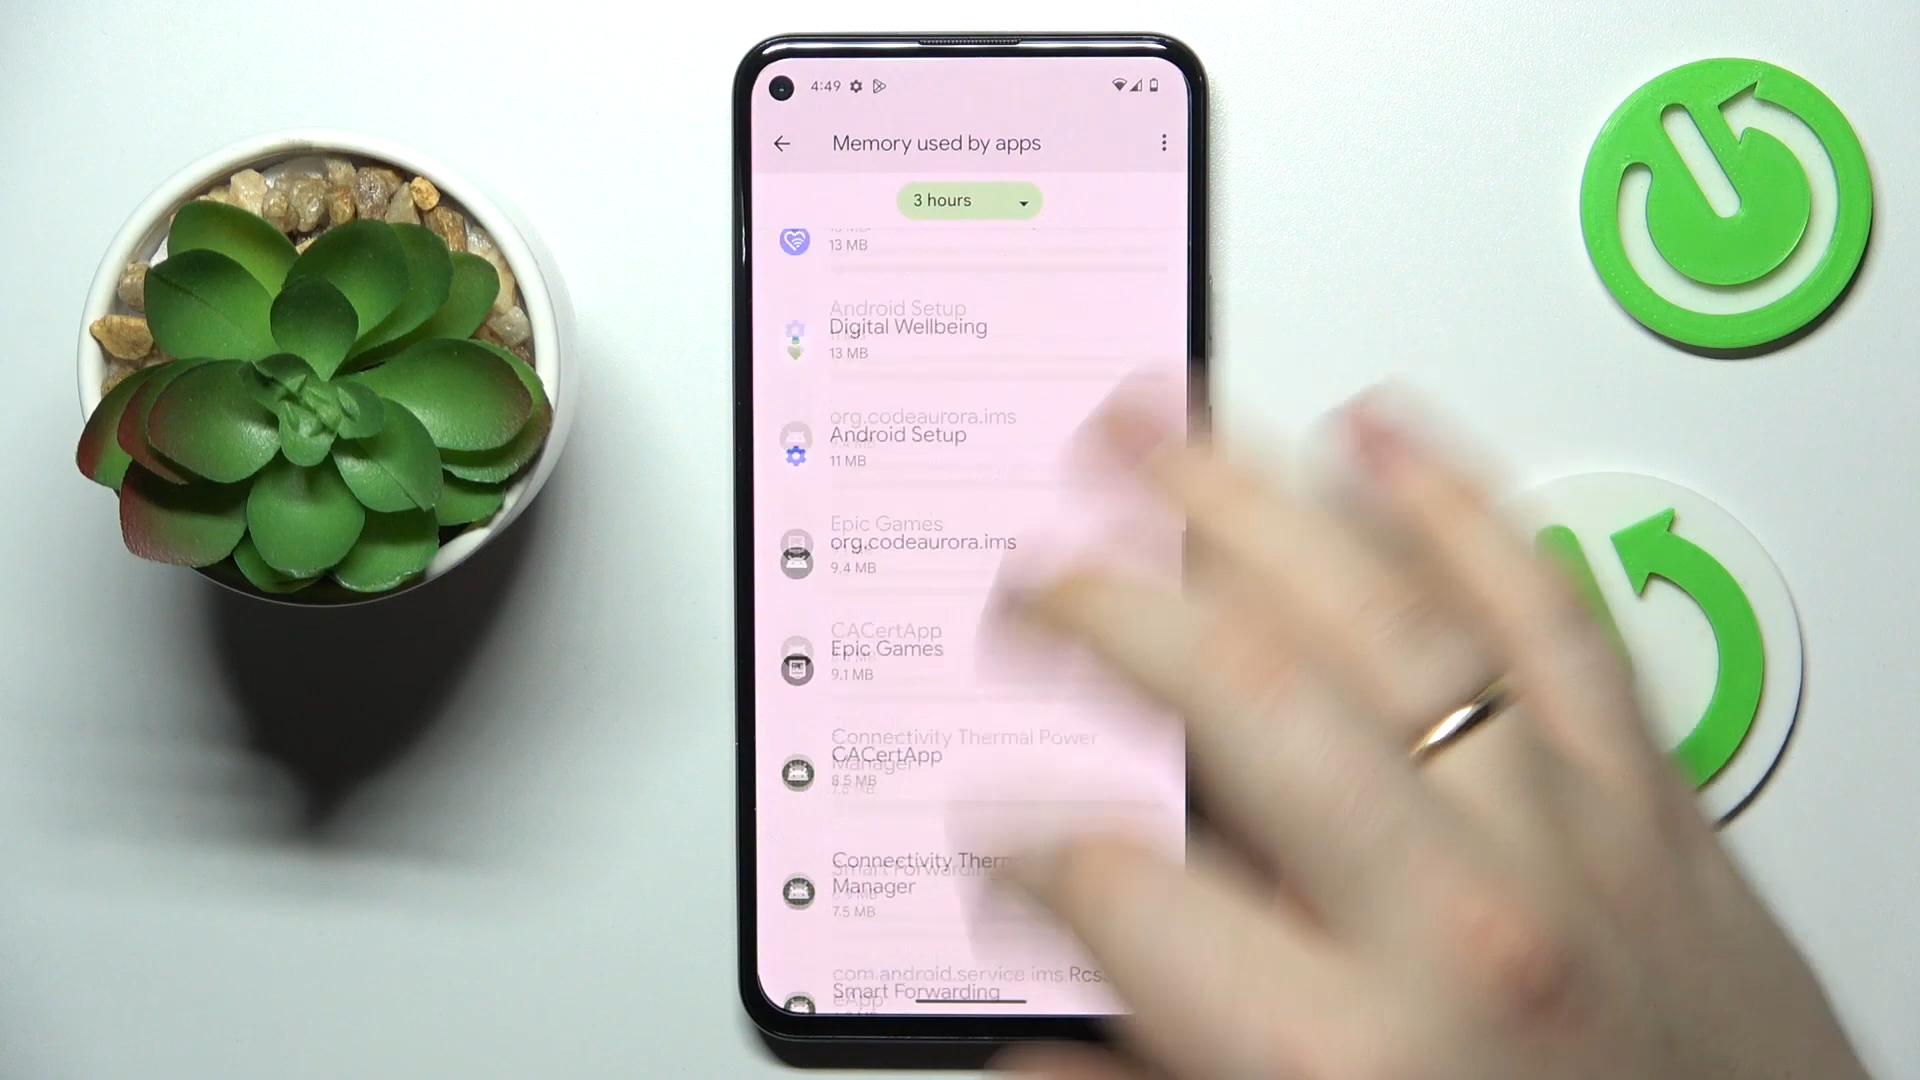 4:49
Memory used by apps
3 hours
13 MB
Android Setup
Digital Wellbeing
13 MB
org.codeaurora.ims
Android Setup
11 MB
Epic Games
org.codeaurora.ims
9.4 MB
CACertApp
Epic Games
9.1 MB
Connectivity Thermal Power
Manager
CACertApp
8.5 MB
Connectivity Therm
Smart Forwarding
Manager
7.5 MB
com.android.service.ims.Rcs
Smart Forwarding